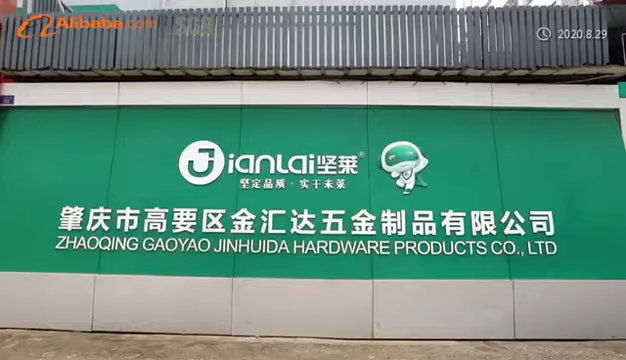 Alibaba.com
2020.8.29
Jianlai坚莱®
坚定品质·实干未莱
肇庆市高要区金汇达五金制品有限公司
ZHAOQING GAOYAO JINHUIDA HARDWARE PRODUCTS CO., LTD